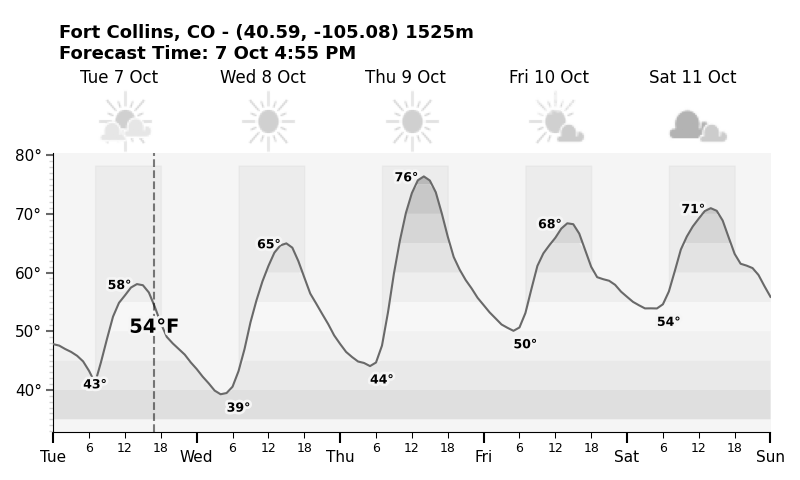 Fort Collins, CO - (40.59, -105.08) 1525m
Forecast Time: 7 Oct 4:55 PM
Tue 7 Oct Wed 8 Oct Thu 9 Oct Fri 10 Oct Sat 11 Oct
80°
76°
70°
71°
68°
65°
60°
58°
54°F
54°
50°
50°
44°
43°
40°
39°
6 12 18 6 12 18 6 12 18 6 12 18 6 12 18
Tue Wed Thu Fri Sat Sun